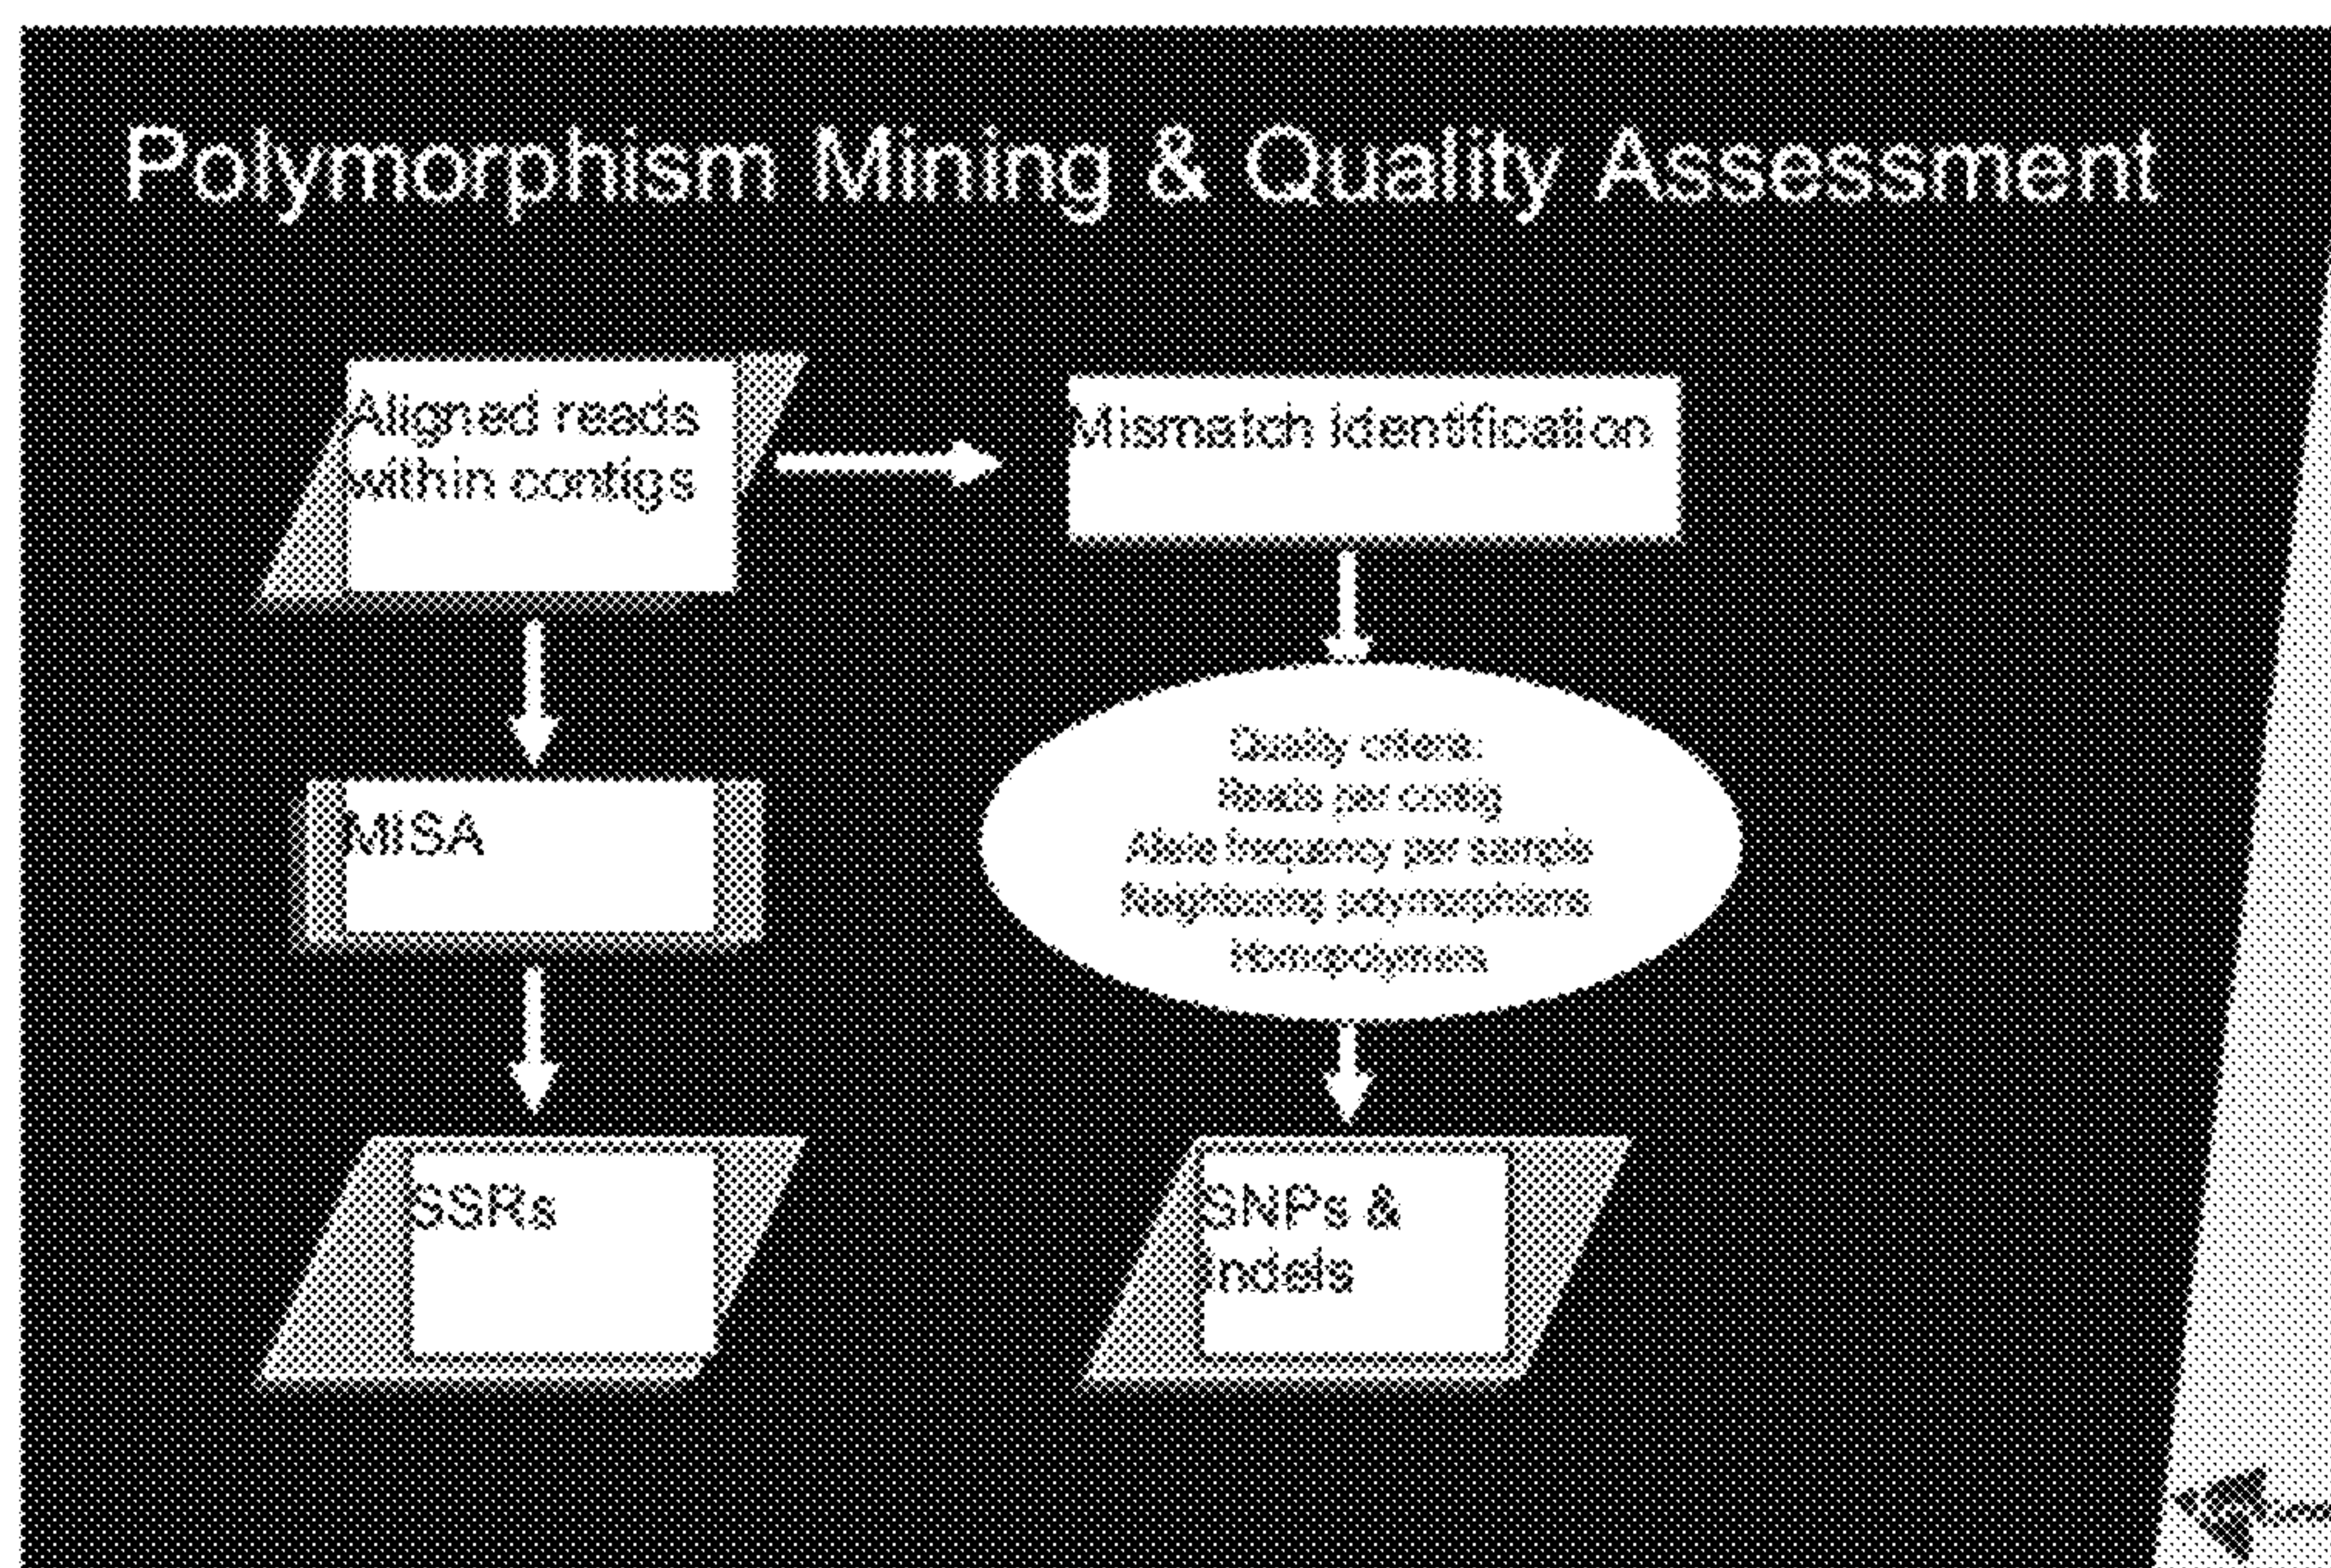 Polymorphism Mining & Quality Assessment
Aligned reads
within contigs
Mismatch identification
MISA
Quality criteria:
Reads per contig
Allele frequency per sample
Neighboring polymorphisms
Homopolymers
SSRs
SNPs &
indels